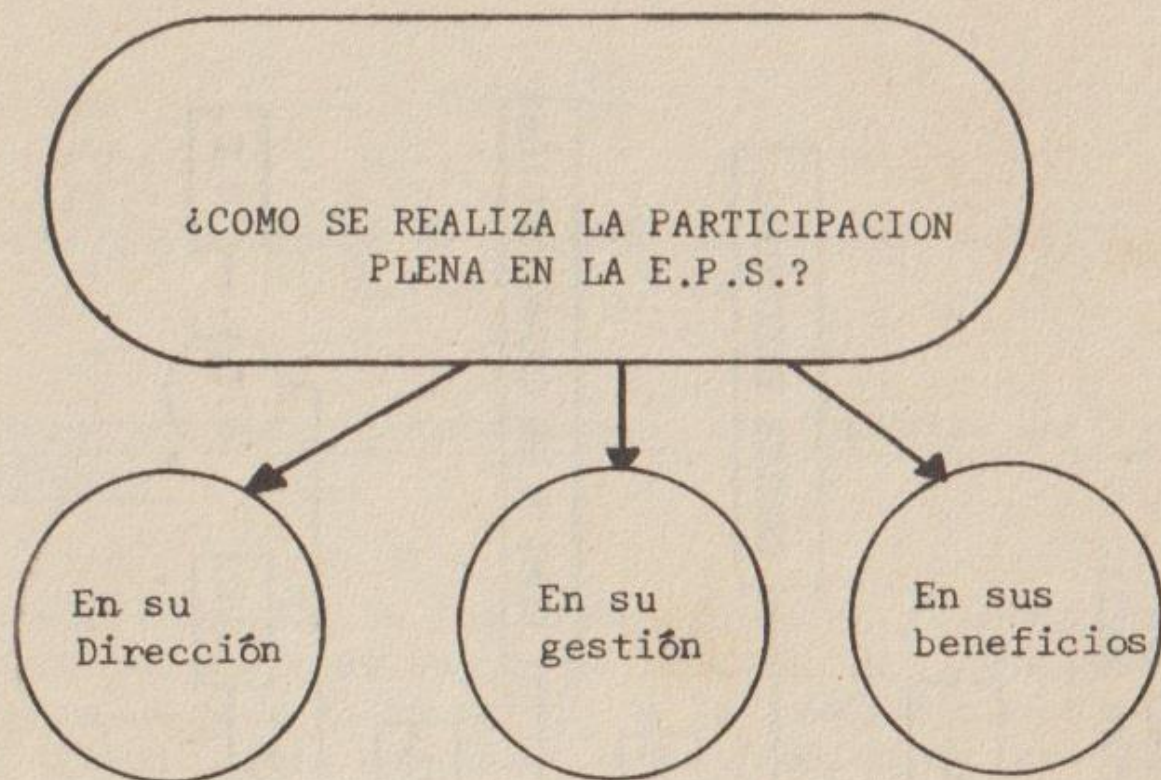 ¿COMO SE REALIZA LA PARTICIPACION
PLENA EN LA E.P.S.?
En su
Dirección
En su
gestión
En sus
beneficios